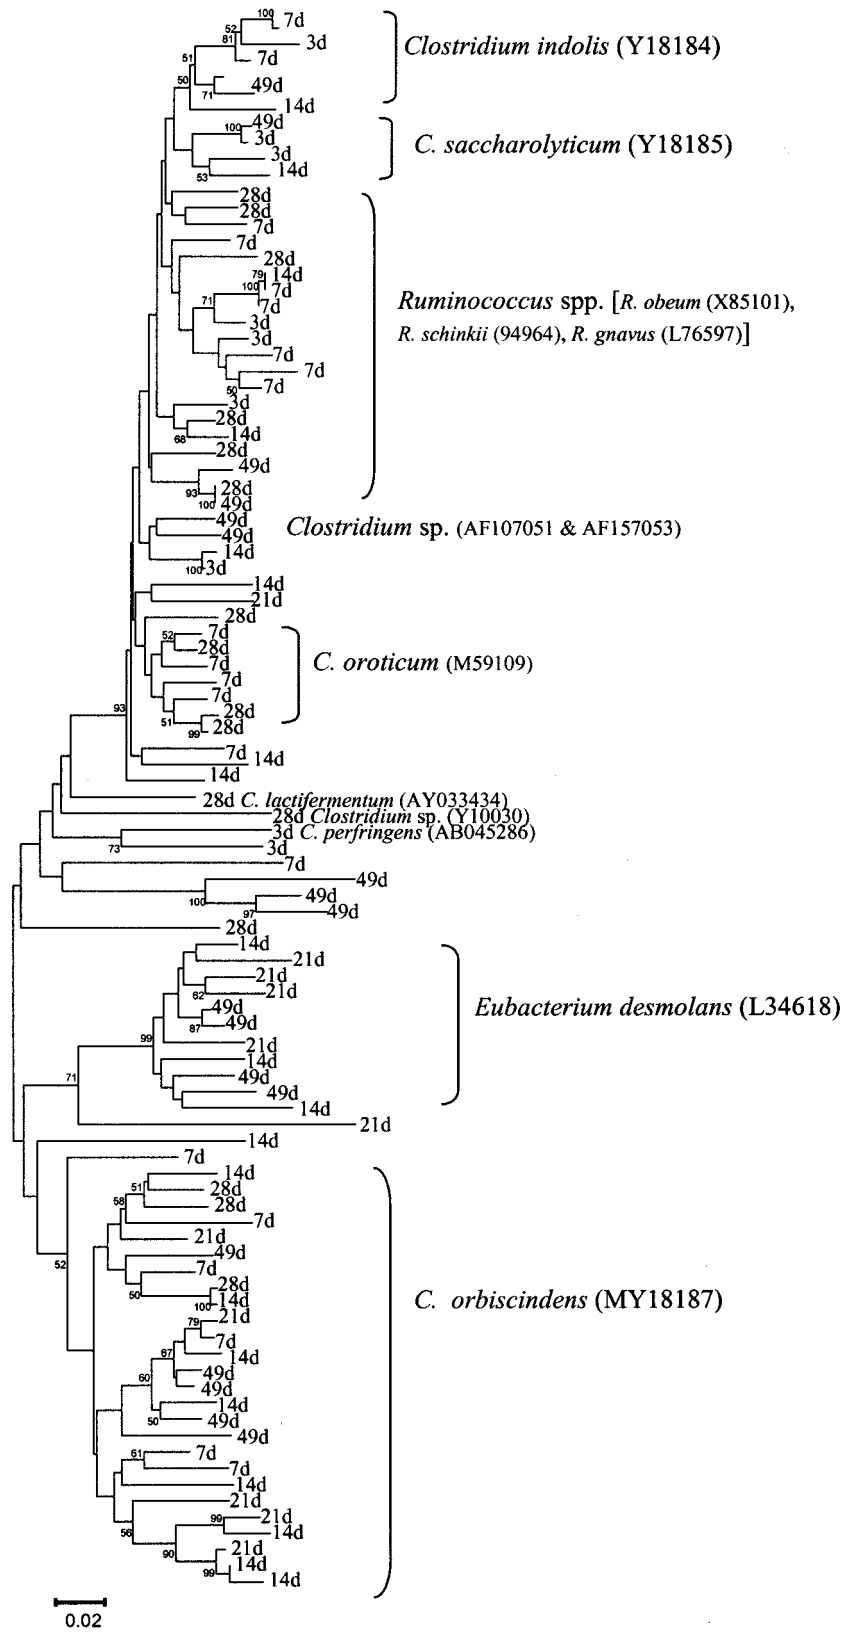 100 7d
52
81 3d
Clostridium indolis (Y18184)
51 7d
50
71 49d
14d
49d
100 3d
C. saccharolyticum (Y18185)
3d
53 14d
28d
28d
7d
7d
28d
79 14d
100 7d
71 7d
Ruminococcus spp. [R. obeum (X85101),
3d
R. schinkii (94964), R. gnavus (L76597)]
3d
7d
7d
50 7d
3d
28d
68 14d
28d
49d
93 28d
100 49d
49d
Clostridium sp. (AF107051 & AF157053)
49d
14d
100 3d
14d
21d
28d
52 7d
28d
7d
C. oroticum (M59109)
7d
7d
51 28d
99 28d
93
7d
14d
14d
28d C. lactifermentum (AY033434)
28d Clostridium sp. (Y10030)
3d C. perfringens (AB045286)
73 3d
7d
49d
100 49d
97 49d
28d
14d
21d
21d
62 21d
49d
87 49d
Eubacterium desmolans (L34618)
99 21d
14d
71 49d
49d
14d
21d
14d
7d
14d
51 28d
58 28d
7d
21d
49d
52 7d
50 28d
100 14d
C. orbiscindens (MY18187)
79 21d
7d
67 14d
60 49d
49d
14d
50 49d
49d
61 7d
7d
14d
21d
99 21d
56 14d
90 21d
99 14d
14d
0.02